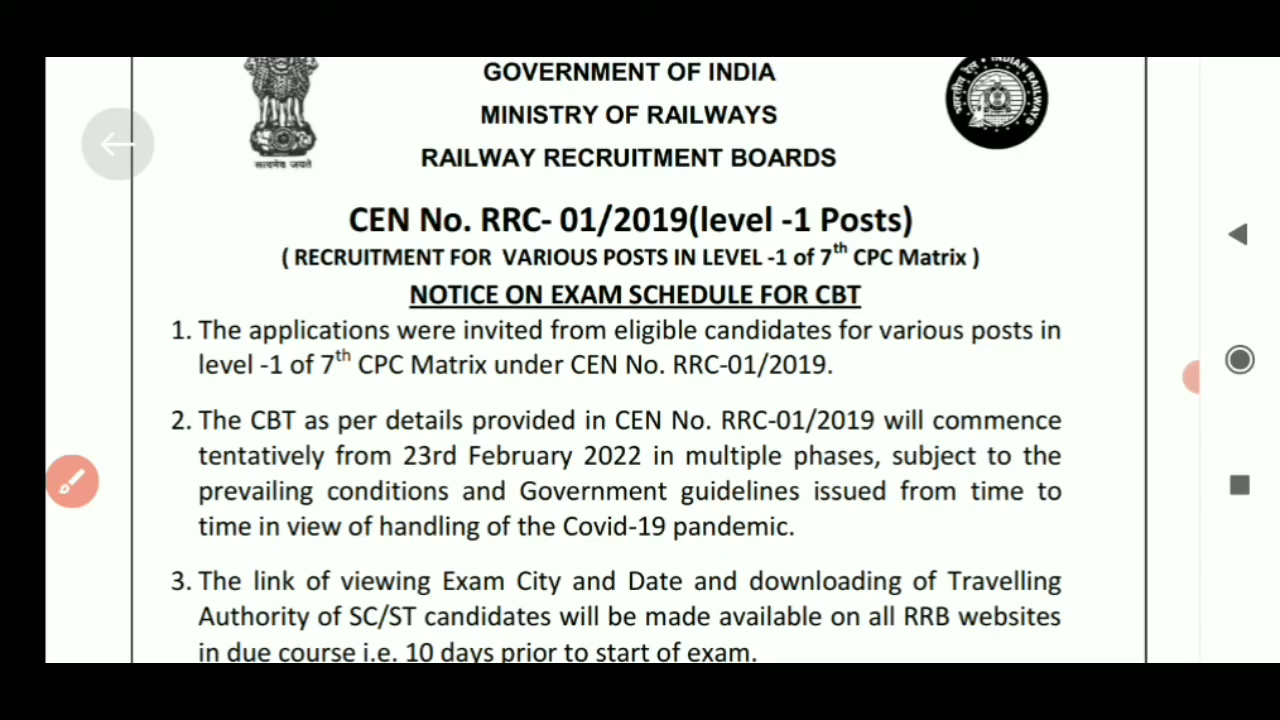 GOVERNMENT OF INDIA
MINISTRY OF RAILWAYS
RAILWAY RECRUITMENT BOARDS
सत्यमेव जयते
भारतीय रेल • INDIAN RAILWAYS
CEN No. RRC- 01/2019(level -1 Posts)
( RECRUITMENT FOR VARIOUS POSTS IN LEVEL -1 of 7th CPC Matrix )
NOTICE ON EXAM SCHEDULE FOR CBT
1. The applications were invited from eligible candidates for various posts in
level -1 of 7th CPC Matrix under CEN No. RRC-01/2019.
2. The CBT as per details provided in CEN No. RRC-01/2019 will commence
tentatively from 23rd February 2022 in multiple phases, subject to the
prevailing conditions and Government guidelines issued from time to
time in view of handling of the Covid-19 pandemic.
3. The link of viewing Exam City and Date and downloading of Travelling
Authority of SC/ST candidates will be made available on all RRB websites
in due course i.e. 10 days prior to start of exam.